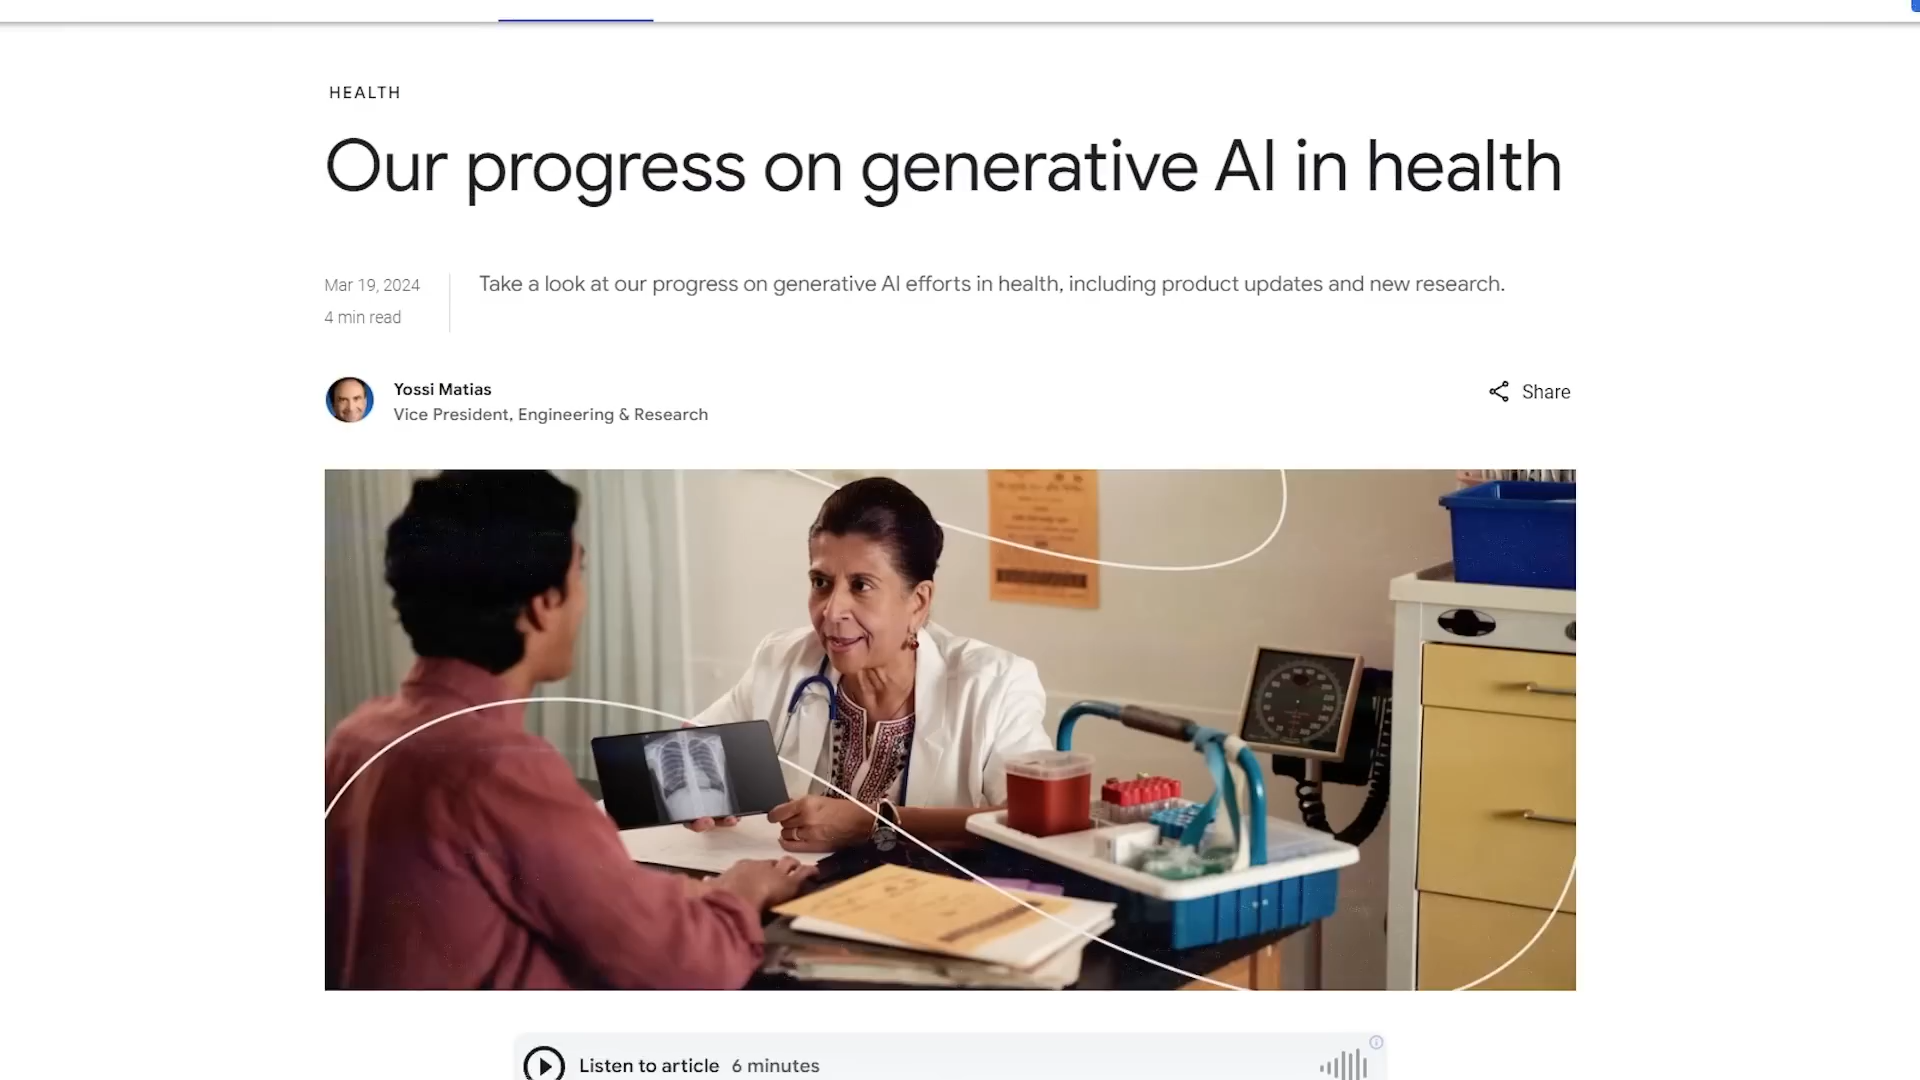 HEALTH
Our progress on generative AI in health
Mar 19, 2024
4 min read
Take a look at our progress on generative AI efforts in health, including product updates and new research.
Yossi Matias
Vice President, Engineering & Research
Share
Listen to article 6 minutes